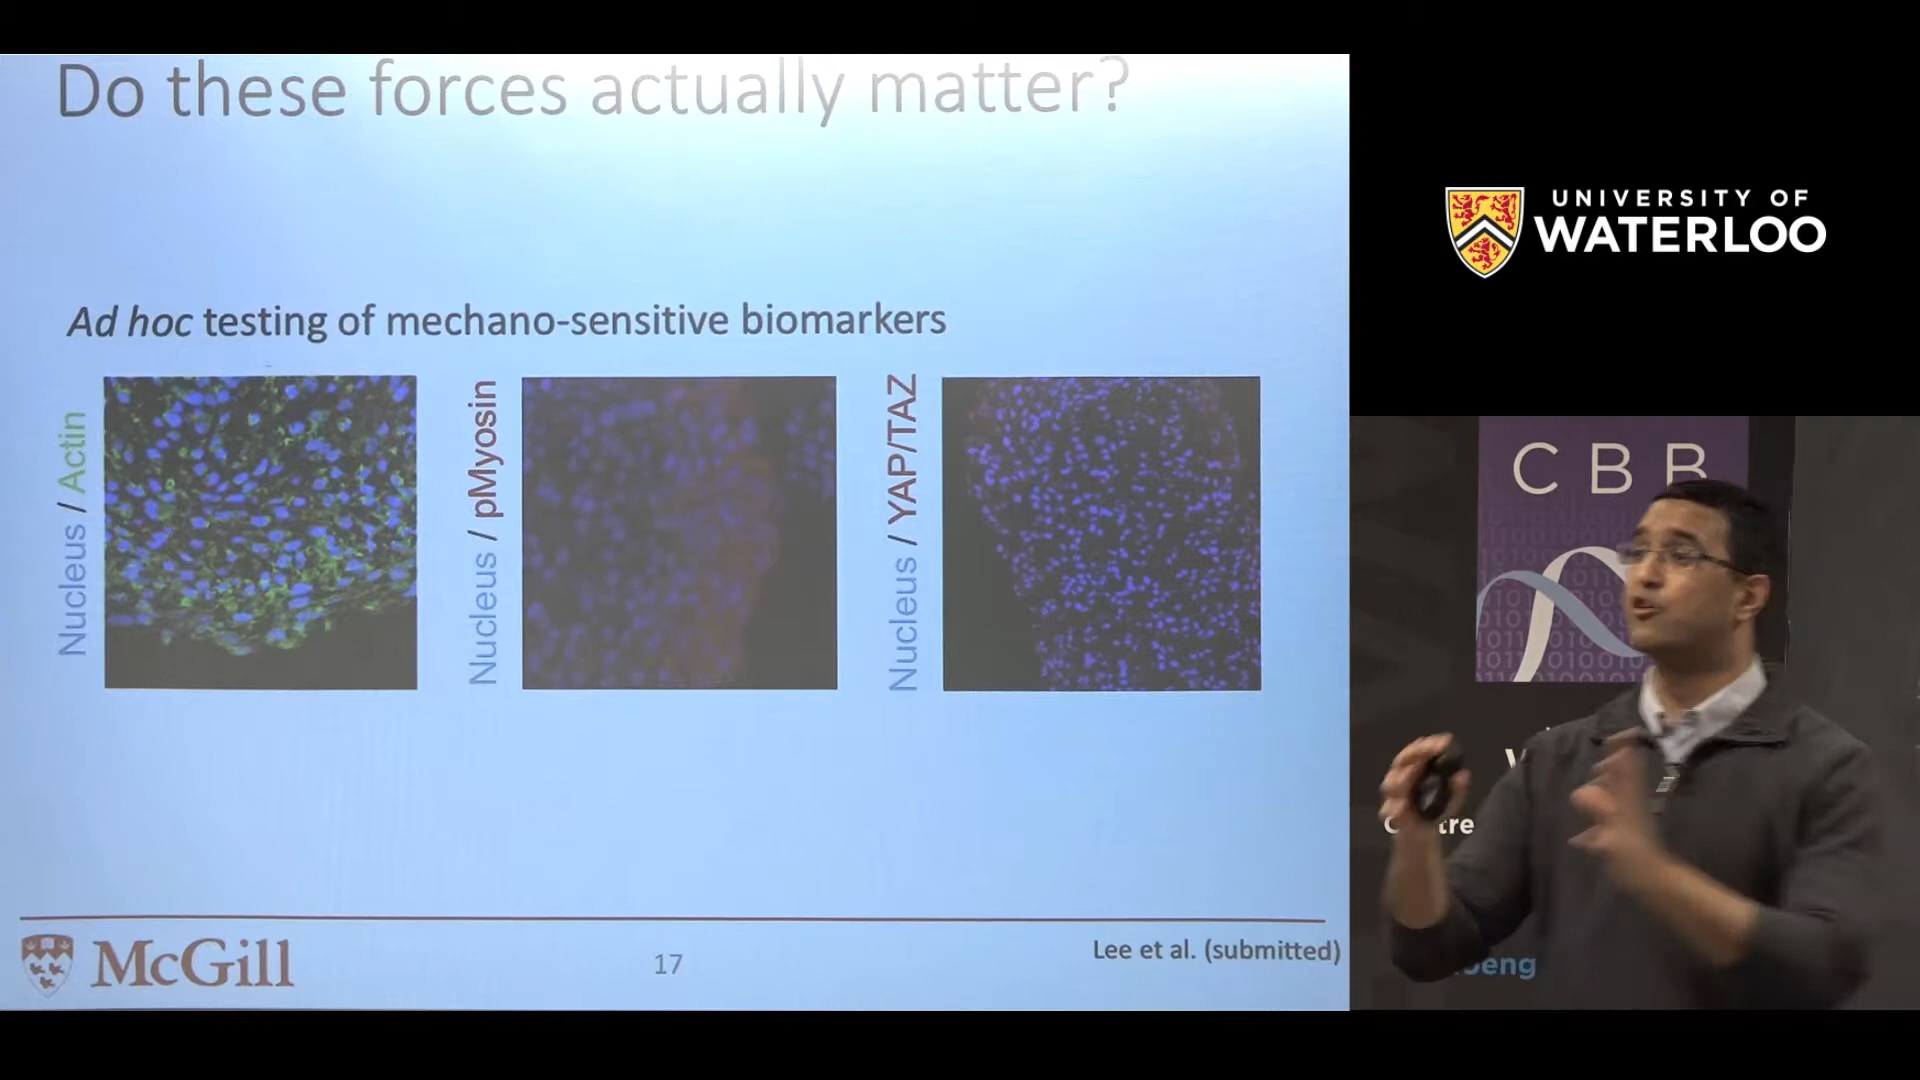 Do these forces actually matter?
Ad hoc testing of mechano-sensitive biomarkers
Nucleus / Actin
Nucleus / pMyosin
Nucleus / YAP/TAZ
McGill
17
Lee et al. (submitted)
UNIVERSITY OF
WATERLOO
CBB